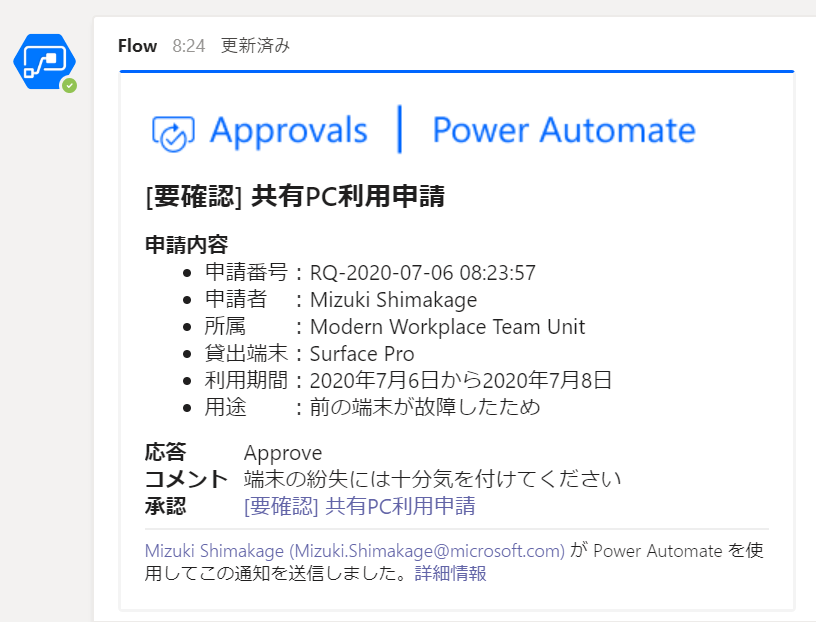 Flow 8:24 更新済み
Approvals | Power Automate
[要確認] 共有PC利用申請
申請内容
• 申請番号：RQ-2020-07-06 08:23:57
• 申請者　：Mizuki Shimakage
• 所属　　：Modern Workplace Team Unit
• 貸出端末：Surface Pro
• 利用期間：2020年7月6日から2020年7月8日
• 用途　　：前の端末が故障したため
応答 Approve
コメント 端末の紛失には十分気を付けてください
承認 [要確認] 共有PC利用申請
Mizuki Shimakage (Mizuki.Shimakage@microsoft.com) が Power Automate を使
用してこの通知を送信しました。詳細情報